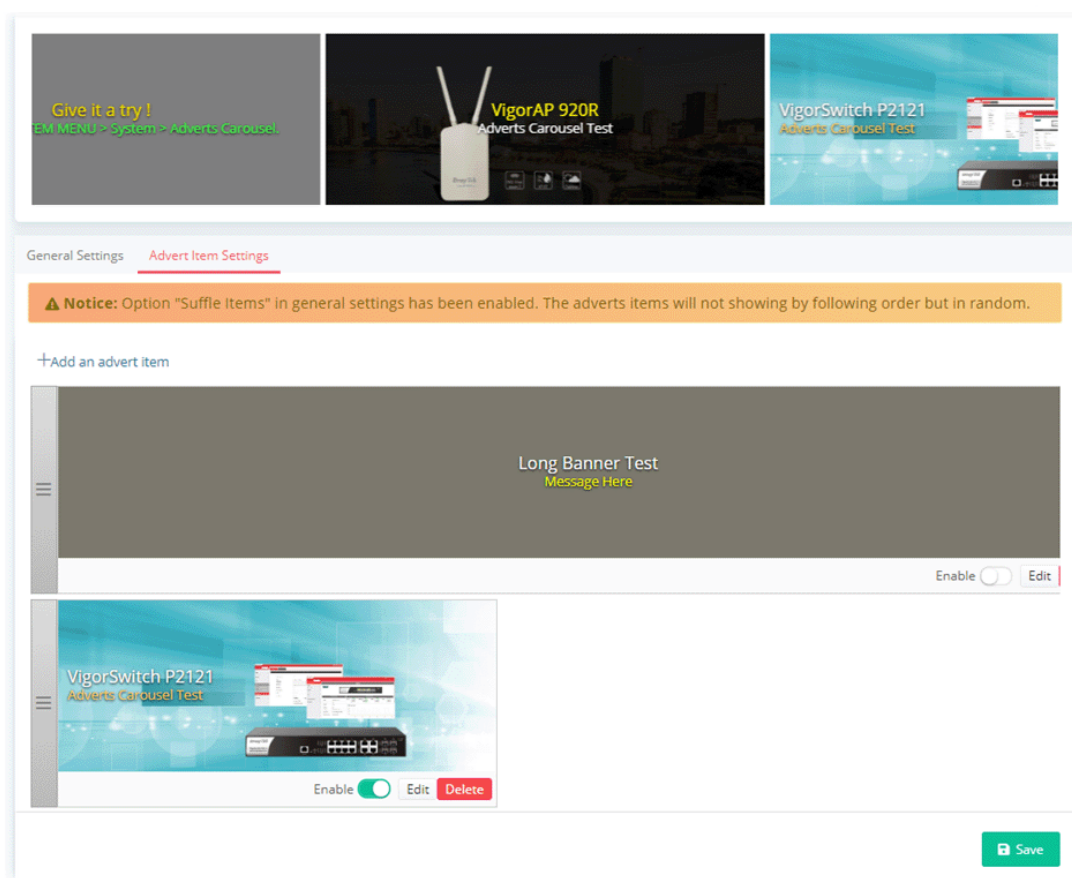 Give it a try !
EM MENU > System > Adverts Carousel.
VigorAP 920R
Adverts Carousel Test
VigorSwitch P2121
Adverts Carousel Test
General Settings
Advert Item Settings
Notice: Option "Suffle Items" in general settings has been enabled. The adverts items will not showing by following order but in random.
+Add an advert item
Long Banner Test
Message Here
Enable
Edit
VigorSwitch P2121
Adverts Carousel Test
Enable
Edit
Delete
Save